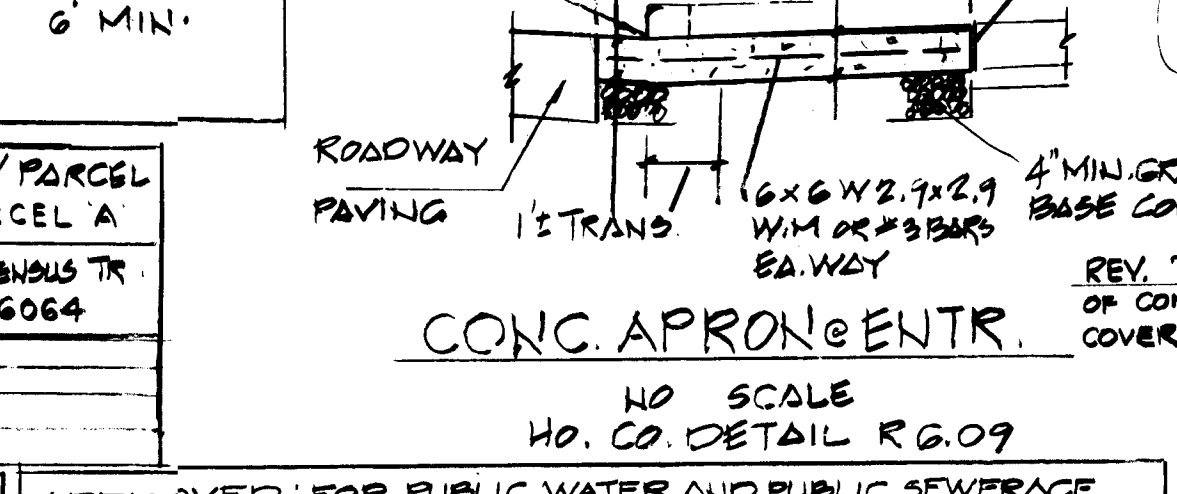 6' MIN.
PARCEL
CEL 'A'
ENSUS TR.
6064
ROADWAY
PAVING
1'± TRANS.
6x6 W2.9x2.9
W.M OR #3 BARS
EA. WAY
4" MIN. GR
BASE CO
REV.
OF CO
COVER
CONC. APRON @ ENTR.
NO SCALE
HO. CO. DETAIL R 6.09
FOR PUBLIC WATER AND PUBLIC SEWERAGE